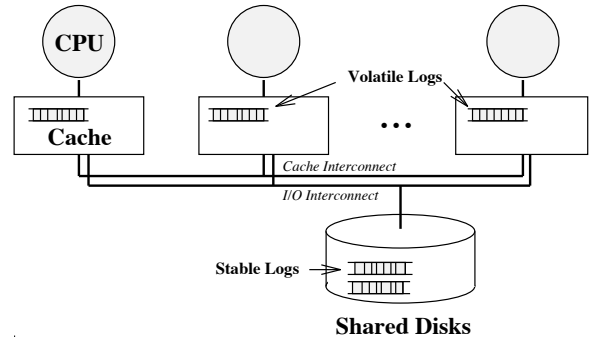 CPU
Volatile Logs
Cache
...
Cache Interconnect
I/O Interconnect
Stable Logs
Shared Disks